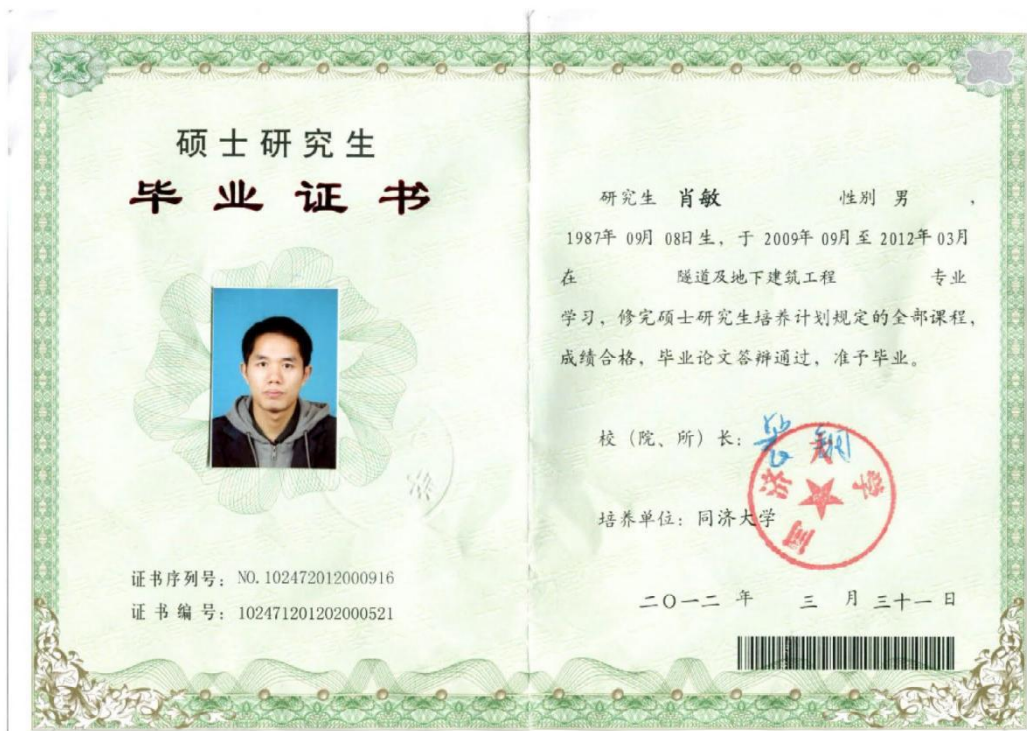 硕士研究生
毕业证书
证书序列号：NO.102472012000916
证书编号：102471201202000521
研究生 肖敏 性别 男 ，
1987年 09月 08日生，于 2009年 09月至 2012年 03月
在 隧道及地下建筑工程 专业
学习，修完硕士研究生培养计划规定的全部课程，
成绩合格，毕业论文答辩通过，准予毕业。
校（院、所）长：裴钢
培养单位：同济大学
同济大学
二〇一二 年 三 月 三十一 日